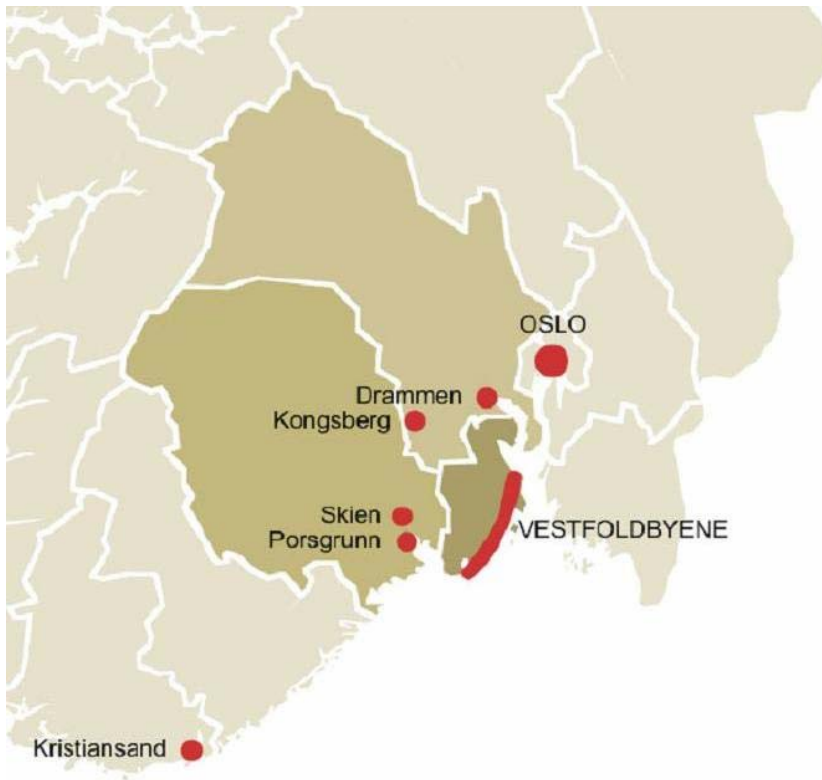 OSLO
Drammen
Kongsberg
Skien
Porsgrunn
VESTFOLDBYENE
Kristiansand